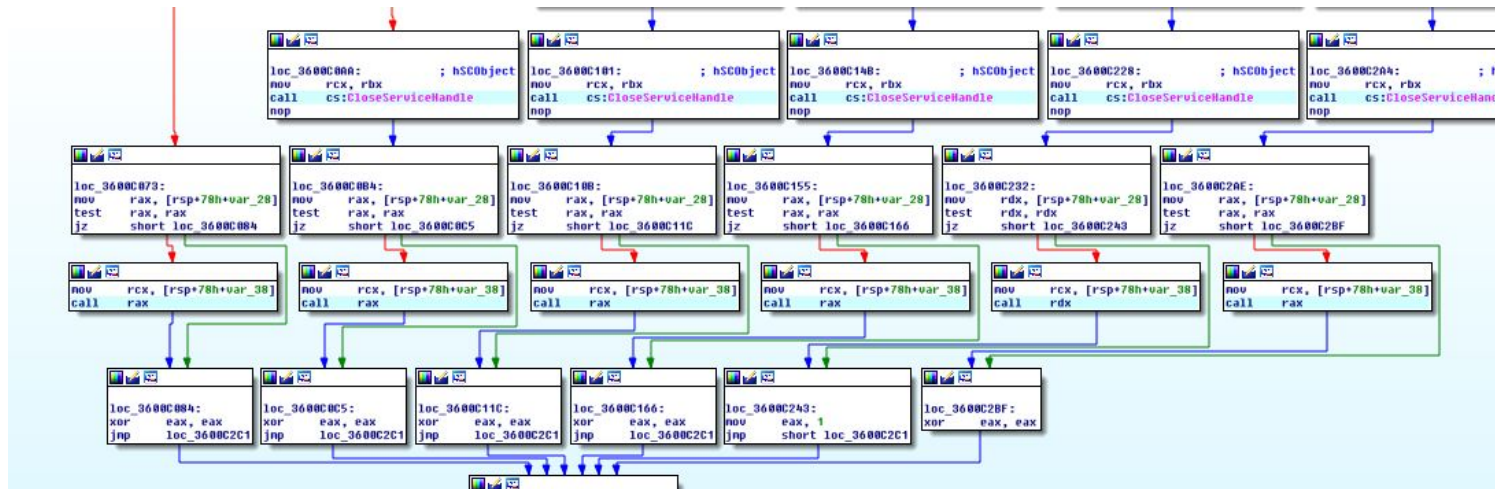 loc_3600C0AA: ; hSCObject
mov rcx, rbx
call cs:CloseServiceHandle
nop
loc_3600C101: ; hSCObject
mov rcx, rbx
call cs:CloseServiceHandle
nop
loc_3600C14B: ; hSCObject
mov rcx, rbx
call cs:CloseServiceHandle
nop
loc_3600C228: ; hSCObject
mov rcx, rbx
call cs:CloseServiceHandle
nop
loc_3600C2A4: ; h
mov rcx, rbx
call cs:CloseServiceHand
nop
loc_3600C073:
mov rax, [rsp+78h+var_28]
test rax, rax
jz short loc_3600C084
loc_3600C0B4:
mov rax, [rsp+78h+var_28]
test rax, rax
jz short loc_3600C0C5
loc_3600C10B:
mov rax, [rsp+78h+var_28]
test rax, rax
jz short loc_3600C11C
loc_3600C155:
mov rax, [rsp+78h+var_28]
test rax, rax
jz short loc_3600C166
loc_3600C232:
mov rdx, [rsp+78h+var_28]
test rdx, rdx
jz short loc_3600C243
loc_3600C2AE:
mov rax, [rsp+78h+var_28]
test rax, rax
jz short loc_3600C2BF
mov rcx, [rsp+78h+var_38]
call rax
mov rcx, [rsp+78h+var_38]
call rax
mov rcx, [rsp+78h+var_38]
call rax
mov rcx, [rsp+78h+var_38]
call rax
mov rcx, [rsp+78h+var_38]
call rdx
mov rcx, [rsp+78h+var_38]
call rax
loc_3600C084:
xor eax, eax
jmp loc_3600C2C1
loc_3600C0C5:
xor eax, eax
jmp loc_3600C2C1
loc_3600C11C:
xor eax, eax
jmp loc_3600C2C1
loc_3600C166:
xor eax, eax
jmp loc_3600C2C1
loc_3600C243:
mov eax, 1
jmp short loc_3600C2C1
loc_3600C2BF:
xor eax, eax